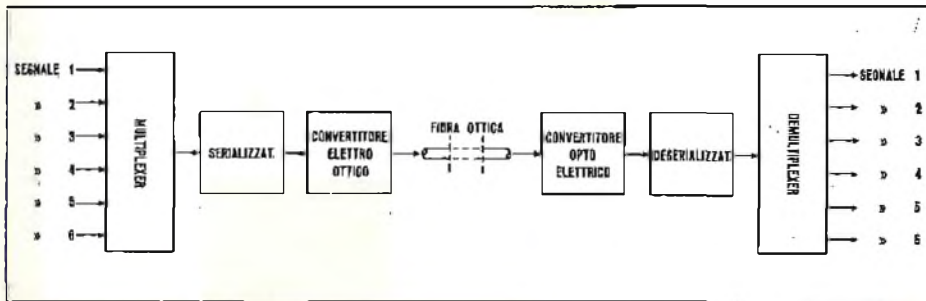 SEGNALE 1
» 2
» 3
» 4
» 5
» 6
MULTIPLEXER
SERIALIZZAT.
CONVERTITORE
ELETTRO
OTTICO
FIBRA OTTICA
CONVERTITORE
OPTO
ELETTRICO
DESERIALIZZAT.
DEMULTIPLEXER
SEGNALE 1
» 2
» 3
» 4
» 5
» 6